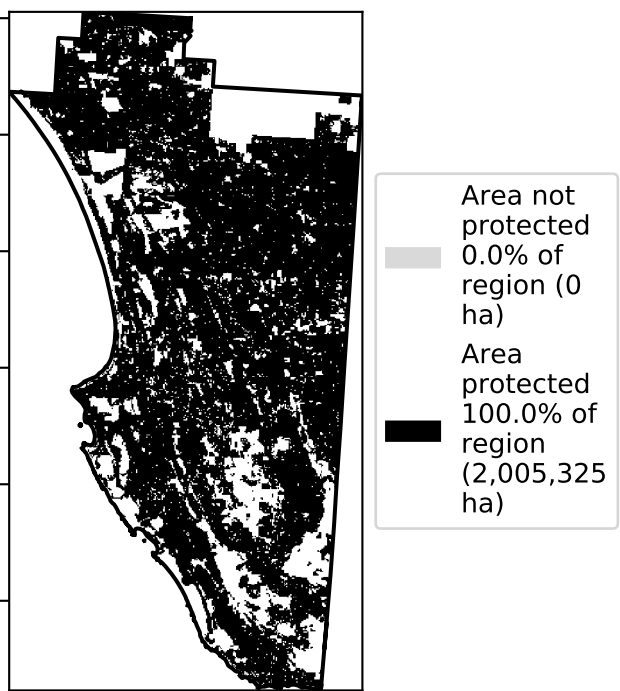 Area not
protected
0.0% of
region (0
ha)
Area
protected
100.0% of
region
(2,005,325
ha)